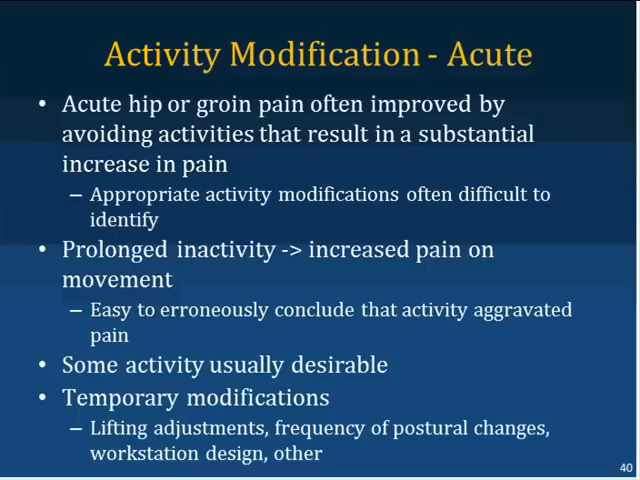 Activity Modification - Acute
• Acute hip or groin pain often improved by
avoiding activities that result in a substantial
increase in pain
– Appropriate activity modifications often difficult to
identify
• Prolonged inactivity -> increased pain on
movement
– Easy to erroneously conclude that activity aggravated
pain
• Some activity usually desirable
• Temporary modifications
– Lifting adjustments, frequency of postural changes,
workstation design, other
40